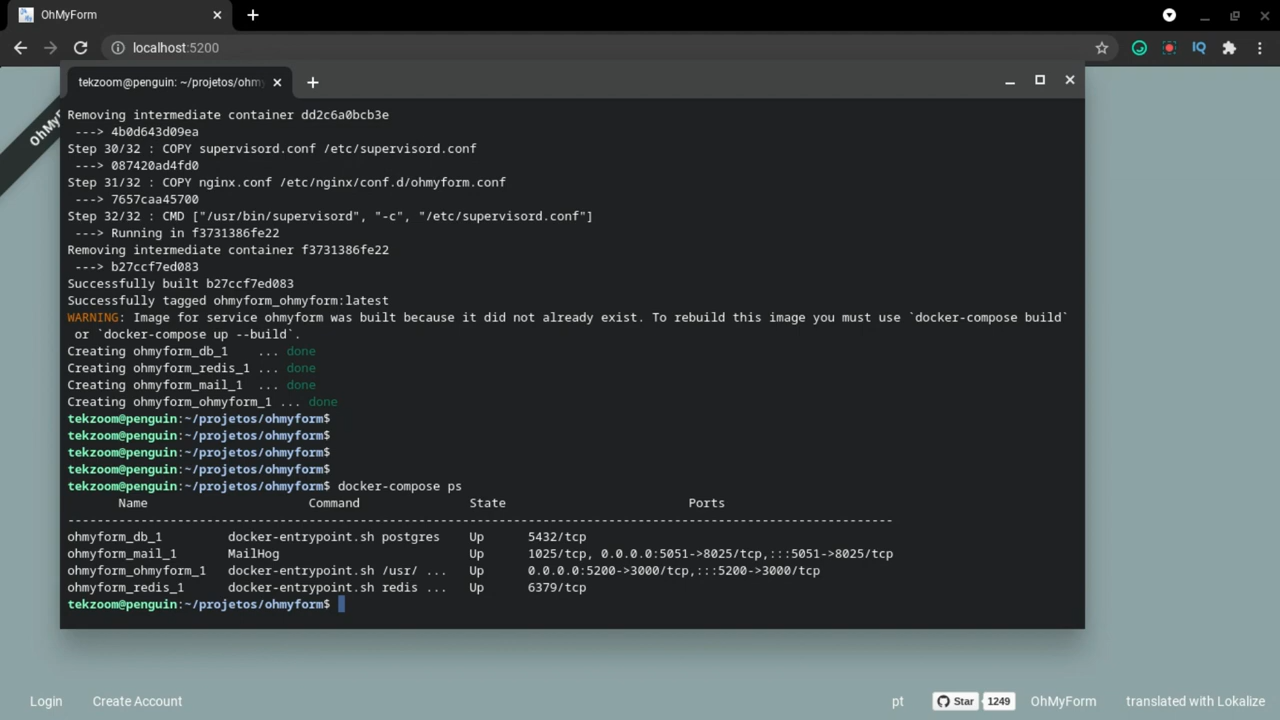 OhMyForm
localhost:5200
tekzoom@penguin: ~/projetos/ohmy
OhMyF
Removing intermediate container dd2c6a0bcb3e
---> 4b0d643d09ea
Step 30/32 : COPY supervisord.conf /etc/supervisord.conf
---> 087420ad4fd0
Step 31/32 : COPY nginx.conf /etc/nginx/conf.d/ohmyform.conf
---> 7657caa45700
Step 32/32 : CMD ["/usr/bin/supervisord", "-c", "/etc/supervisord.conf"]
---> Running in f3731386fe22
Removing intermediate container f3731386fe22
---> b27ccf7ed083
Successfully built b27ccf7ed083
Successfully tagged ohmyform_ohmyform:latest
WARNING: Image for service ohmyform was built because it did not already exist. To rebuild this image you must use `docker-compose build`
or `docker-compose up --build`.
Creating ohmyform_db_1 ... done
Creating ohmyform_redis_1 ... done
Creating ohmyform_mail_1 ... done
Creating ohmyform_ohmyform_1 ... done
tekzoom@penguin:~/projetos/ohmyform$
tekzoom@penguin:~/projetos/ohmyform$
tekzoom@penguin:~/projetos/ohmyform$
tekzoom@penguin:~/projetos/ohmyform$
tekzoom@penguin:~/projetos/ohmyform$ docker-compose ps
Name Command State Ports
-----------------------------------------------------------------------------------------------------------------
ohmyform_db_1 docker-entrypoint.sh postgres Up 5432/tcp
ohmyform_mail_1 MailHog Up 1025/tcp, 0.0.0.0:5051->8025/tcp,:::5051->8025/tcp
ohmyform_ohmyform_1 docker-entrypoint.sh /usr/ ... Up 0.0.0.0:5200->3000/tcp,:::5200->3000/tcp
ohmyform_redis_1 docker-entrypoint.sh redis ... Up 6379/tcp
tekzoom@penguin:~/projetos/ohmyform$
Login Create Account pt Star 1249 OhMyForm translated with Lokalize